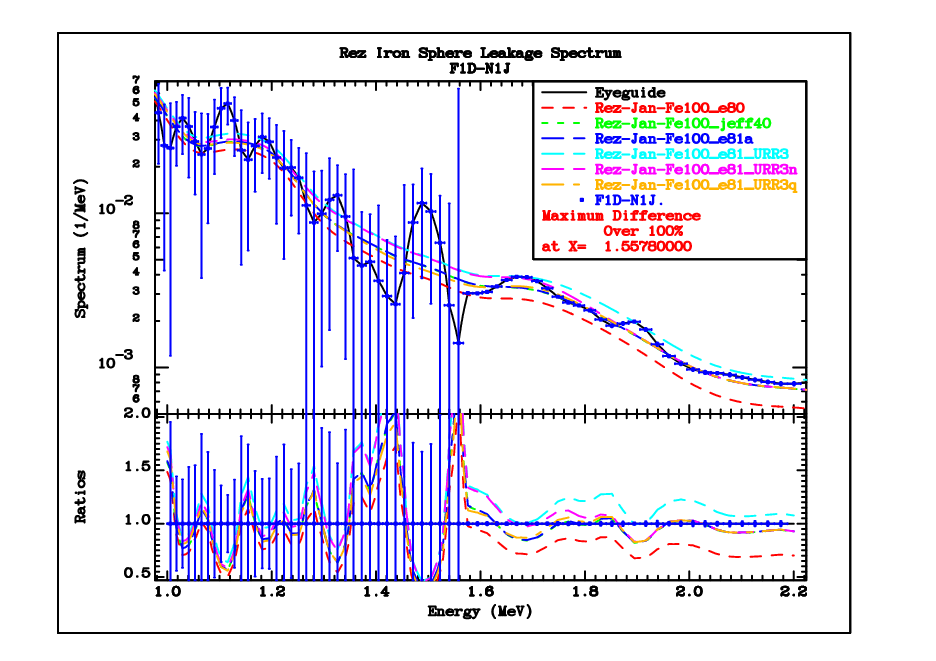 Rez Iron Sphere Leakage Spectrum
F1D-N1J
Eyeguide
Rez-Jan-Fe100_e80
Rez-Jan-Fe100_jeff40
Rez-Jan-Fe100_e81a
Rez-Jan-Fe100_e81_URR3
Rez-Jan-Fe100_e81_URR3n
Rez-Jan-Fe100_e81_URR3q
F1D-N1J.
Maximum Difference
Over 100%
at X= 1.55780000
Spectrum (1/MeV)
7
6
5
4
3
2
10-2
8
7
6
5
4
3
2
10-3
8
7
6
2.0
1.5
1.0
0.5
Ratios
1.0 1.2 1.4 1.6 1.8 2.0 2.2
Energy (MeV)